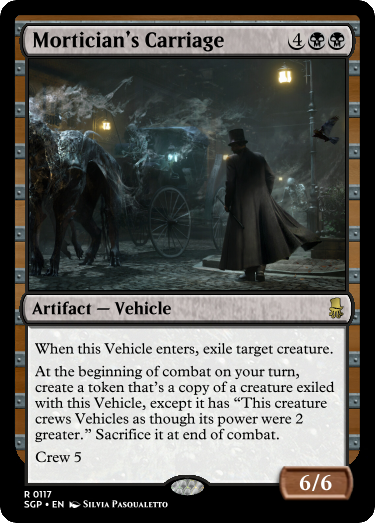 Mortician's Carriage 4
Artifact — Vehicle
When this Vehicle enters, exile target creature.
At the beginning of combat on your turn,
create a token that's a copy of a creature exiled
with this Vehicle, except it has “This creature
crews Vehicles as though its power were 2
greater.” Sacrifice it at end of combat.
Crew 5
6/6
R 0117
SGP • EN Silvia Pasqualetto